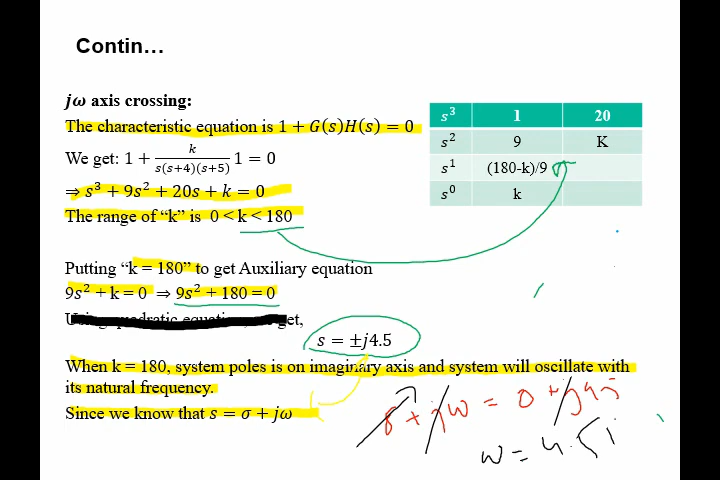 Contin…
jω axis crossing:
The characteristic equation is 1 + G(s)H(s) = 0
We get: 1 + k/(s(s+4)(s+5)) 1 = 0
⇒ s³ + 9s² + 20s + k = 0
The range of “k” is 0 < k < 180
s³ 1 20
s² 9 K
s¹ (180-k)/9
s⁰ k
Putting “k = 180” to get Auxiliary equation
9s² + k = 0 ⇒ 9s² + 180 = 0
get,
s = ±j4.5
When k = 180, system poles is on imaginary axis and system will oscillate with
its natural frequency.
Since we know that s = σ + jω
σ + jω = 0 + j4.5
ω = 4.5